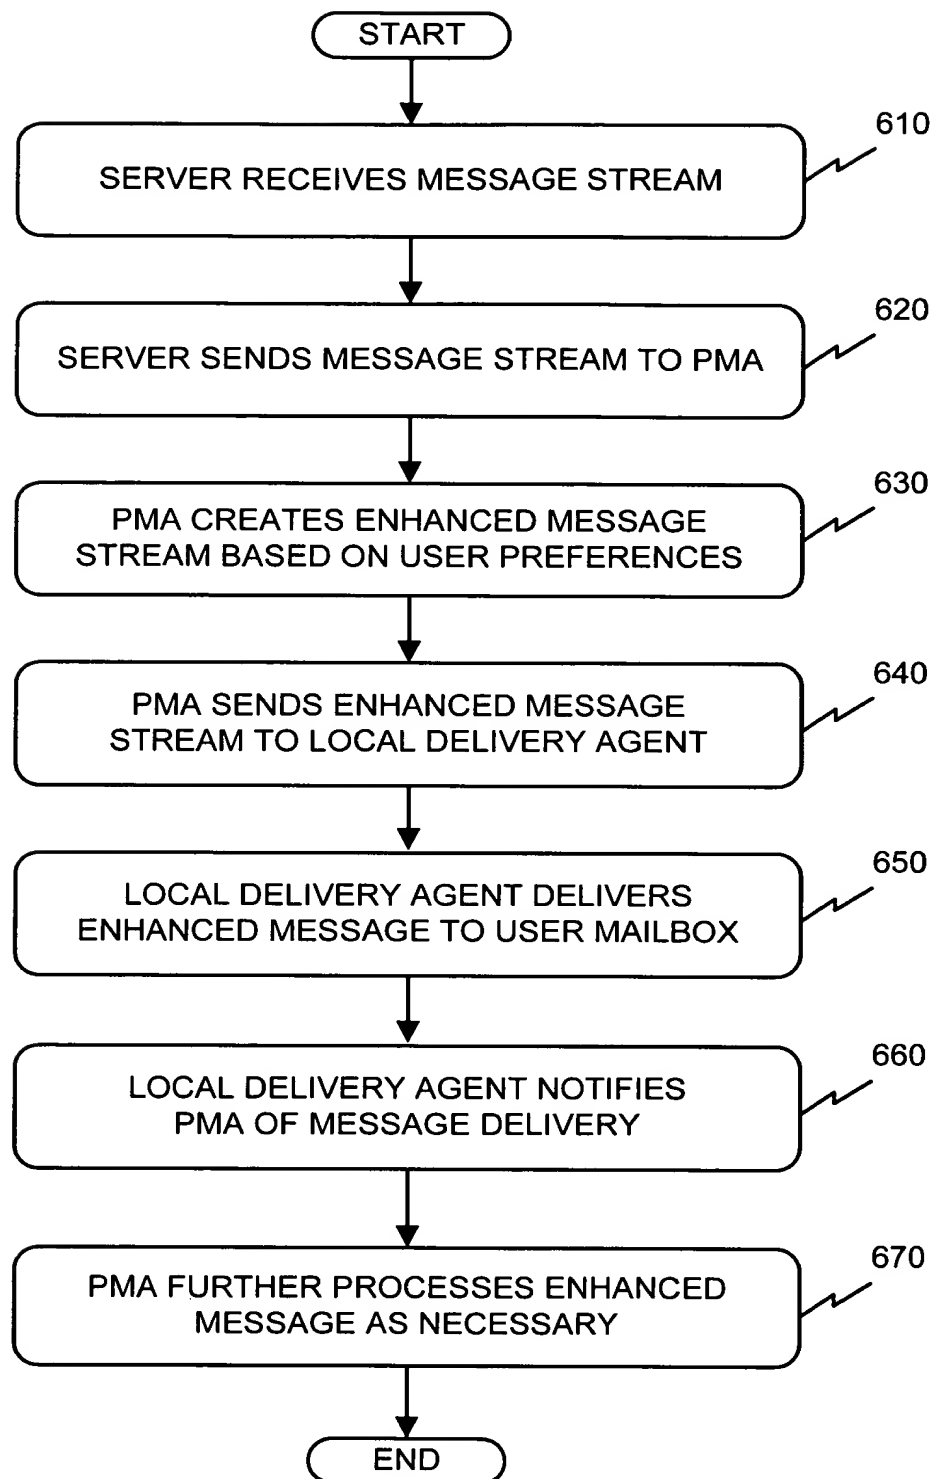 START
610
SERVER RECEIVES MESSAGE STREAM
620
SERVER SENDS MESSAGE STREAM TO PMA
630
PMA CREATES ENHANCED MESSAGE
STREAM BASED ON USER PREFERENCES
640
PMA SENDS ENHANCED MESSAGE
STREAM TO LOCAL DELIVERY AGENT
650
LOCAL DELIVERY AGENT DELIVERS
ENHANCED MESSAGE TO USER MAILBOX
660
LOCAL DELIVERY AGENT NOTIFIES
PMA OF MESSAGE DELIVERY
670
PMA FURTHER PROCESSES ENHANCED
MESSAGE AS NECESSARY
END